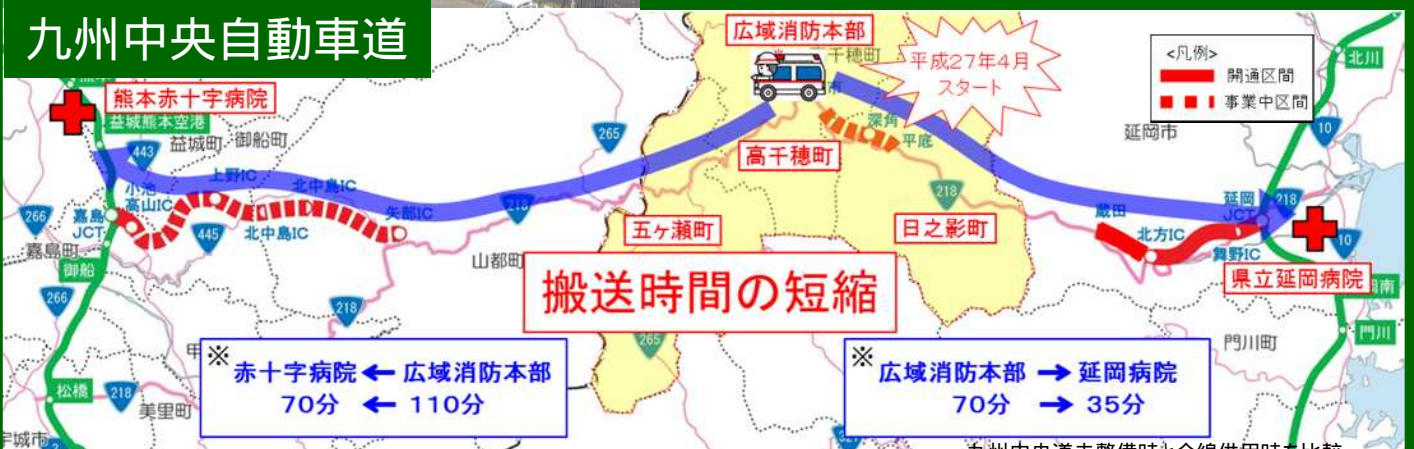 九州中央自動車道
広域消防本部
平成27年4月
スタート
<凡例>
開通区間
事業中区間
北川
10
延岡市
熊本赤十字病院
益城熊本空港
443
益城町
御船町
265
深角
平底
高千穂町
上野IC
北中島IC
小池
高山IC
矢部IC
218
218
蔵田
延岡
JCT
218
266
嘉島
JCT
445
北中島IC
五ヶ瀬町
日之影町
北方IC
舞野IC
10
嘉島町
御船
山都町
県立延岡病院
搬送時間の短縮
266
218
265
門川町
門川
※
赤十字病院 ← 広域消防本部
70分 ← 110分
※
広域消防本部 → 延岡病院
70分 → 35分
松橋
218
美里町
宇城市